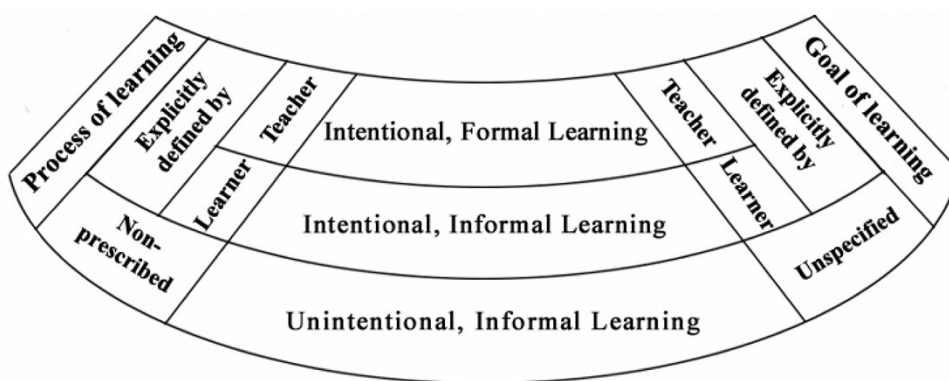 Process of learning
Explicitly
defined by
Teacher
Learner
Non-
prescribed
Intentional, Formal Learning
Intentional, Informal Learning
Unintentional, Informal Learning
Teacher
Learner
Explicitly
defined by
Unspecified
Goal of learning